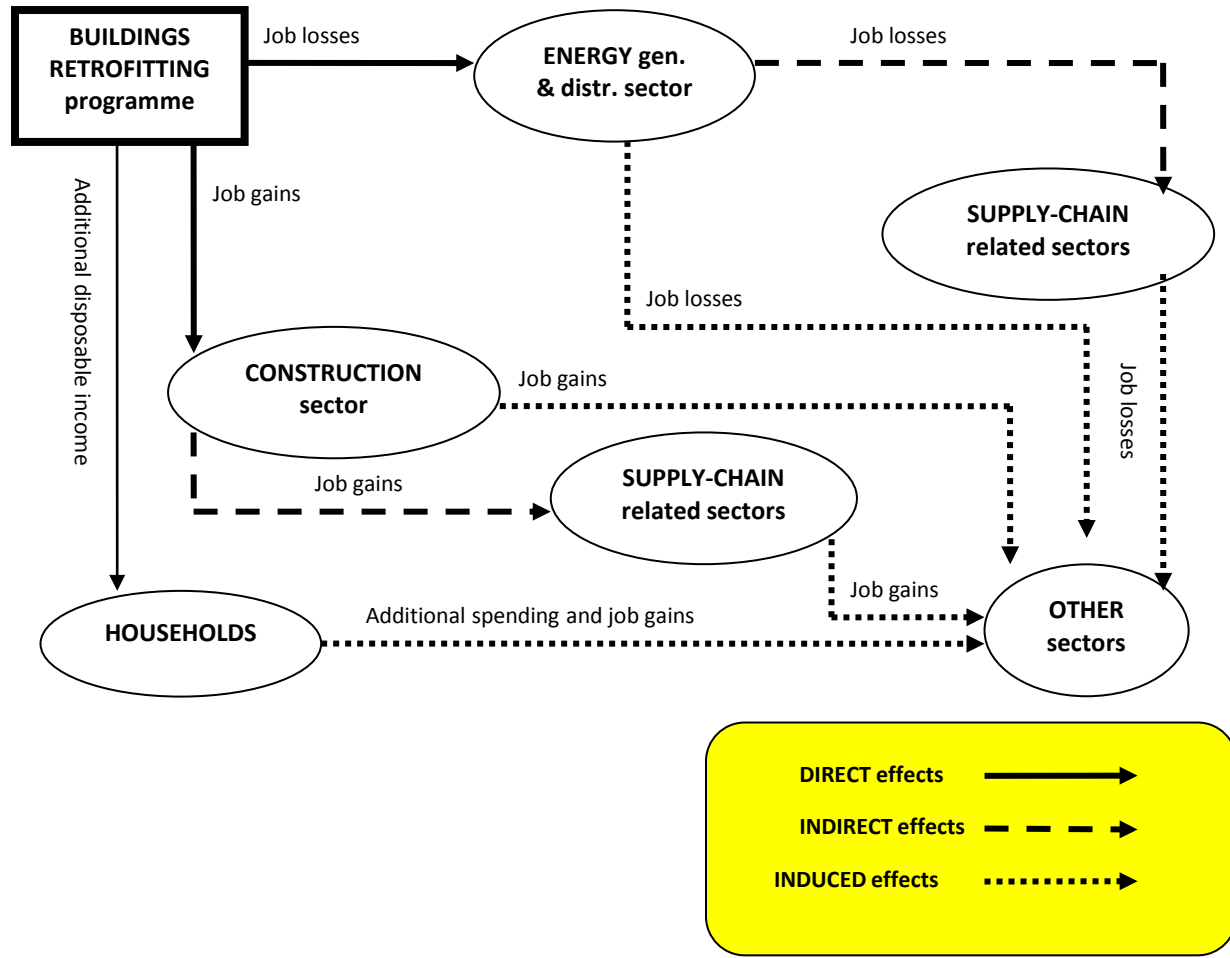 BUILDINGS
RETROFITTING
programme
Job losses
ENERGY gen.
& distr. sector
Job losses
Additional disposable income
Job gains
SUPPLY-CHAIN
related sectors
Job losses
CONSTRUCTION
sector
Job gains
Job losses
Job gains
SUPPLY-CHAIN
related sectors
Job gains
HOUSEHOLDS
Additional spending and job gains
OTHER
sectors
DIRECT effects
INDIRECT effects
INDUCED effects